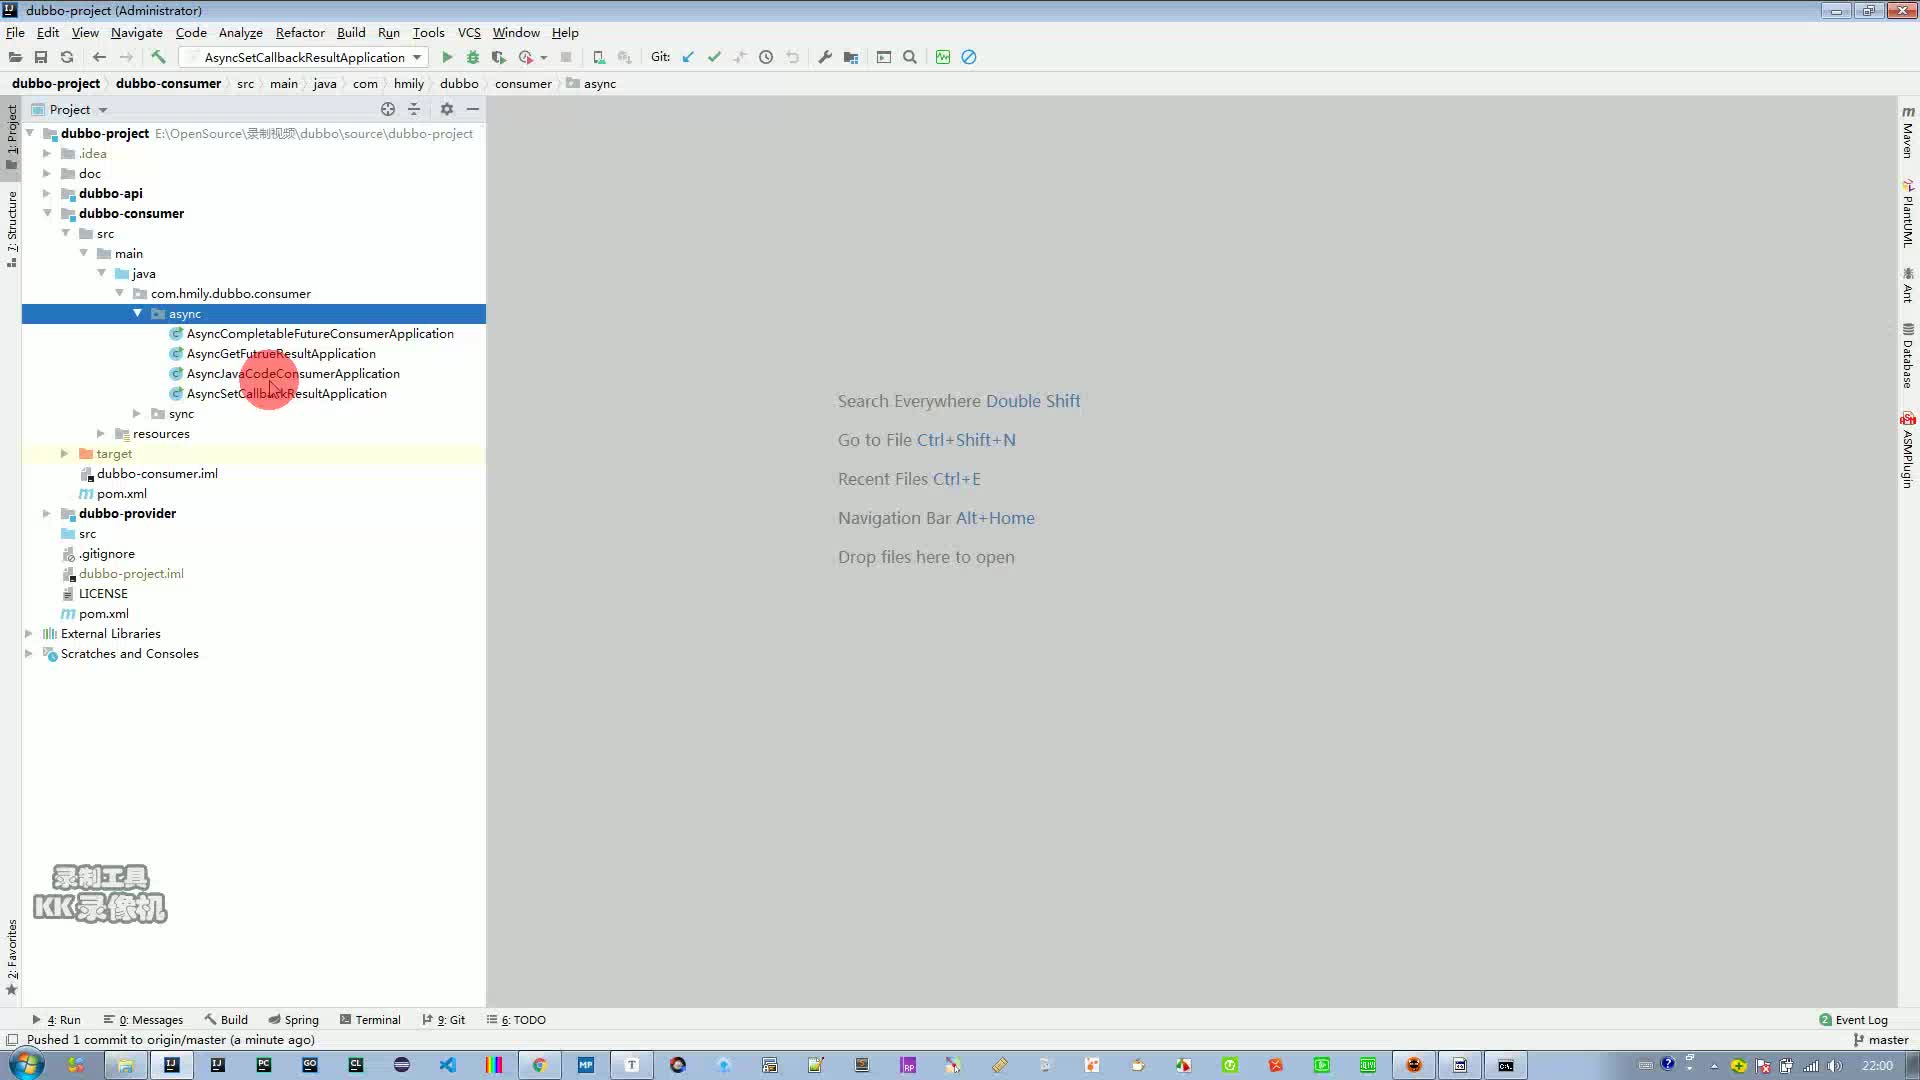 dubbo-project (Administrator)
File Edit View Navigate Code Analyze Refactor Build Run Tools VCS Window Help
AsyncSetCallbackResultApplication Git:
dubbo-project dubbo-consumer src main java com hmily dubbo consumer async
Project
dubbo-project E:\OpenSource\录制视频\dubbo\source\dubbo-project
.idea
doc
dubbo-api
dubbo-consumer
src
main
java
com.hmily.dubbo.consumer
async
AsyncCompletableFutureConsumerApplication
AsyncGetFutrueResultApplication
AsyncJavaCodeConsumerApplication
AsyncSetCallbackResultApplication
sync
resources
target
dubbo-consumer.iml
pom.xml
dubbo-provider
src
.gitignore
dubbo-project.iml
LICENSE
pom.xml
External Libraries
Scratches and Consoles
1: Project
7: Structure
2: Favorites
Search Everywhere Double Shift
Go to File Ctrl+Shift+N
Recent Files Ctrl+E
Navigation Bar Alt+Home
Drop files here to open
Maven
PlantUML
Ant
Database
ASMPlugin
录制工具
KK录像机
4: Run 0: Messages Build Spring Terminal 9: Git 6: TODO 2 Event Log
Pushed 1 commit to origin/master (a minute ago) master
22:00